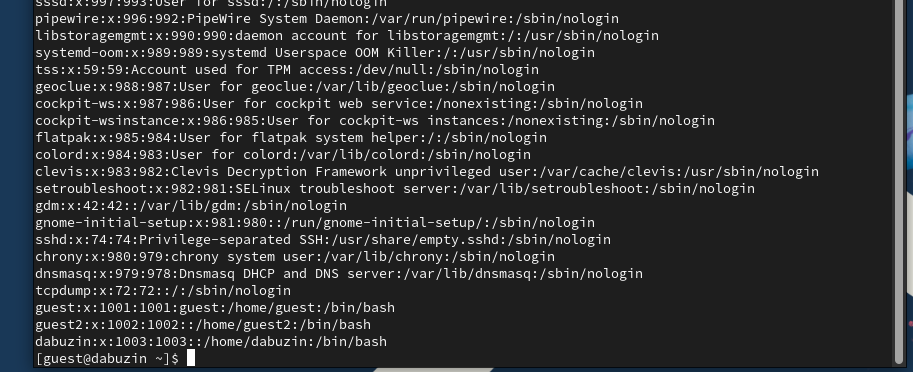 sssd:x:997:993:User for sssd:/:/sbin/nologin
pipewire:x:996:992:PipeWire System Daemon:/var/run/pipewire:/sbin/nologin
libstoragemgmt:x:990:990:daemon account for libstoragemgmt:/:/usr/sbin/nologin
systemd-oom:x:989:989:systemd Userspace OOM Killer:/:/usr/sbin/nologin
tss:x:59:59:Account used for TPM access:/dev/null:/sbin/nologin
geoclue:x:988:987:User for geoclue:/var/lib/geoclue:/sbin/nologin
cockpit-ws:x:987:986:User for cockpit web service:/nonexisting:/sbin/nologin
cockpit-wsinstance:x:986:985:User for cockpit-ws instances:/nonexisting:/sbin/nologin
flatpak:x:985:984:User for flatpak system helper:/:/sbin/nologin
colord:x:984:983:User for colord:/var/lib/colord:/sbin/nologin
clevis:x:983:982:Clevis Decryption Framework unprivileged user:/var/cache/clevis:/usr/sbin/nologin
setroubleshoot:x:982:981:SELinux troubleshoot server:/var/lib/setroubleshoot:/sbin/nologin
gdm:x:42:42::/var/lib/gdm:/sbin/nologin
gnome-initial-setup:x:981:980::/run/gnome-initial-setup/:/sbin/nologin
sshd:x:74:74:Privilege-separated SSH:/usr/share/empty.sshd:/sbin/nologin
chrony:x:980:979:chrony system user:/var/lib/chrony:/sbin/nologin
dnsmasq:x:979:978:Dnsmasq DHCP and DNS server:/var/lib/dnsmasq:/sbin/nologin
tcpdump:x:72:72::/:/sbin/nologin
guest:x:1001:1001:guest:/home/guest:/bin/bash
guest2:x:1002:1002::/home/guest2:/bin/bash
dabuzin:x:1003:1003::/home/dabuzin:/bin/bash
[guest@dabuzin ~]$